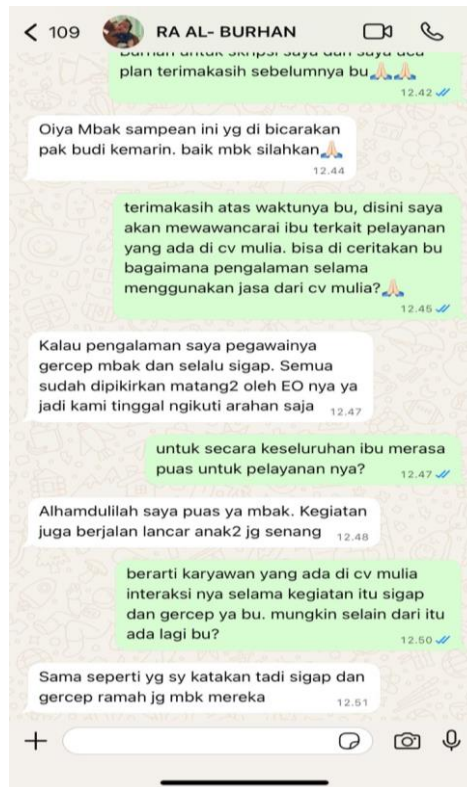 109 RA AL- BURHAN
Burhan untuk skripsi saya dan saya acu
plan terimakasih sebelumnya bu🙏🏻🙏🏻
12.42
Oiya Mbak sampean ini yg di bicarakan
pak budi kemarin. baik mbk silahkan🙏🏻
12.44
terimakasih atas waktunya bu, disini saya
akan mewawancarai ibu terkait pelayanan
yang ada di cv mulia. bisa di ceritakan bu
bagaimana pengalaman selama
menggunakan jasa dari cv mulia?🙏🏻
12.45
Kalau pengalaman saya pegawainya
gercep mbak dan selalu sigap. Semua
sudah dipikirkan matang2 oleh EO nya ya
jadi kami tinggal ngikuti arahan saja 12.47
untuk secara keseluruhan ibu merasa
puas untuk pelayanan nya? 12.47
Alhamdulilah saya puas ya mbak. Kegiatan
juga berjalan lancar anak2 jg senang 12.48
berarti karyawan yang ada di cv mulia
interaksi nya selama kegiatan itu sigap
dan gercep ya bu. mungkin selain dari itu
ada lagi bu? 12.50
Sama seperti yg sy katakan tadi sigap dan
gercep ramah jg mbk mereka 12.51